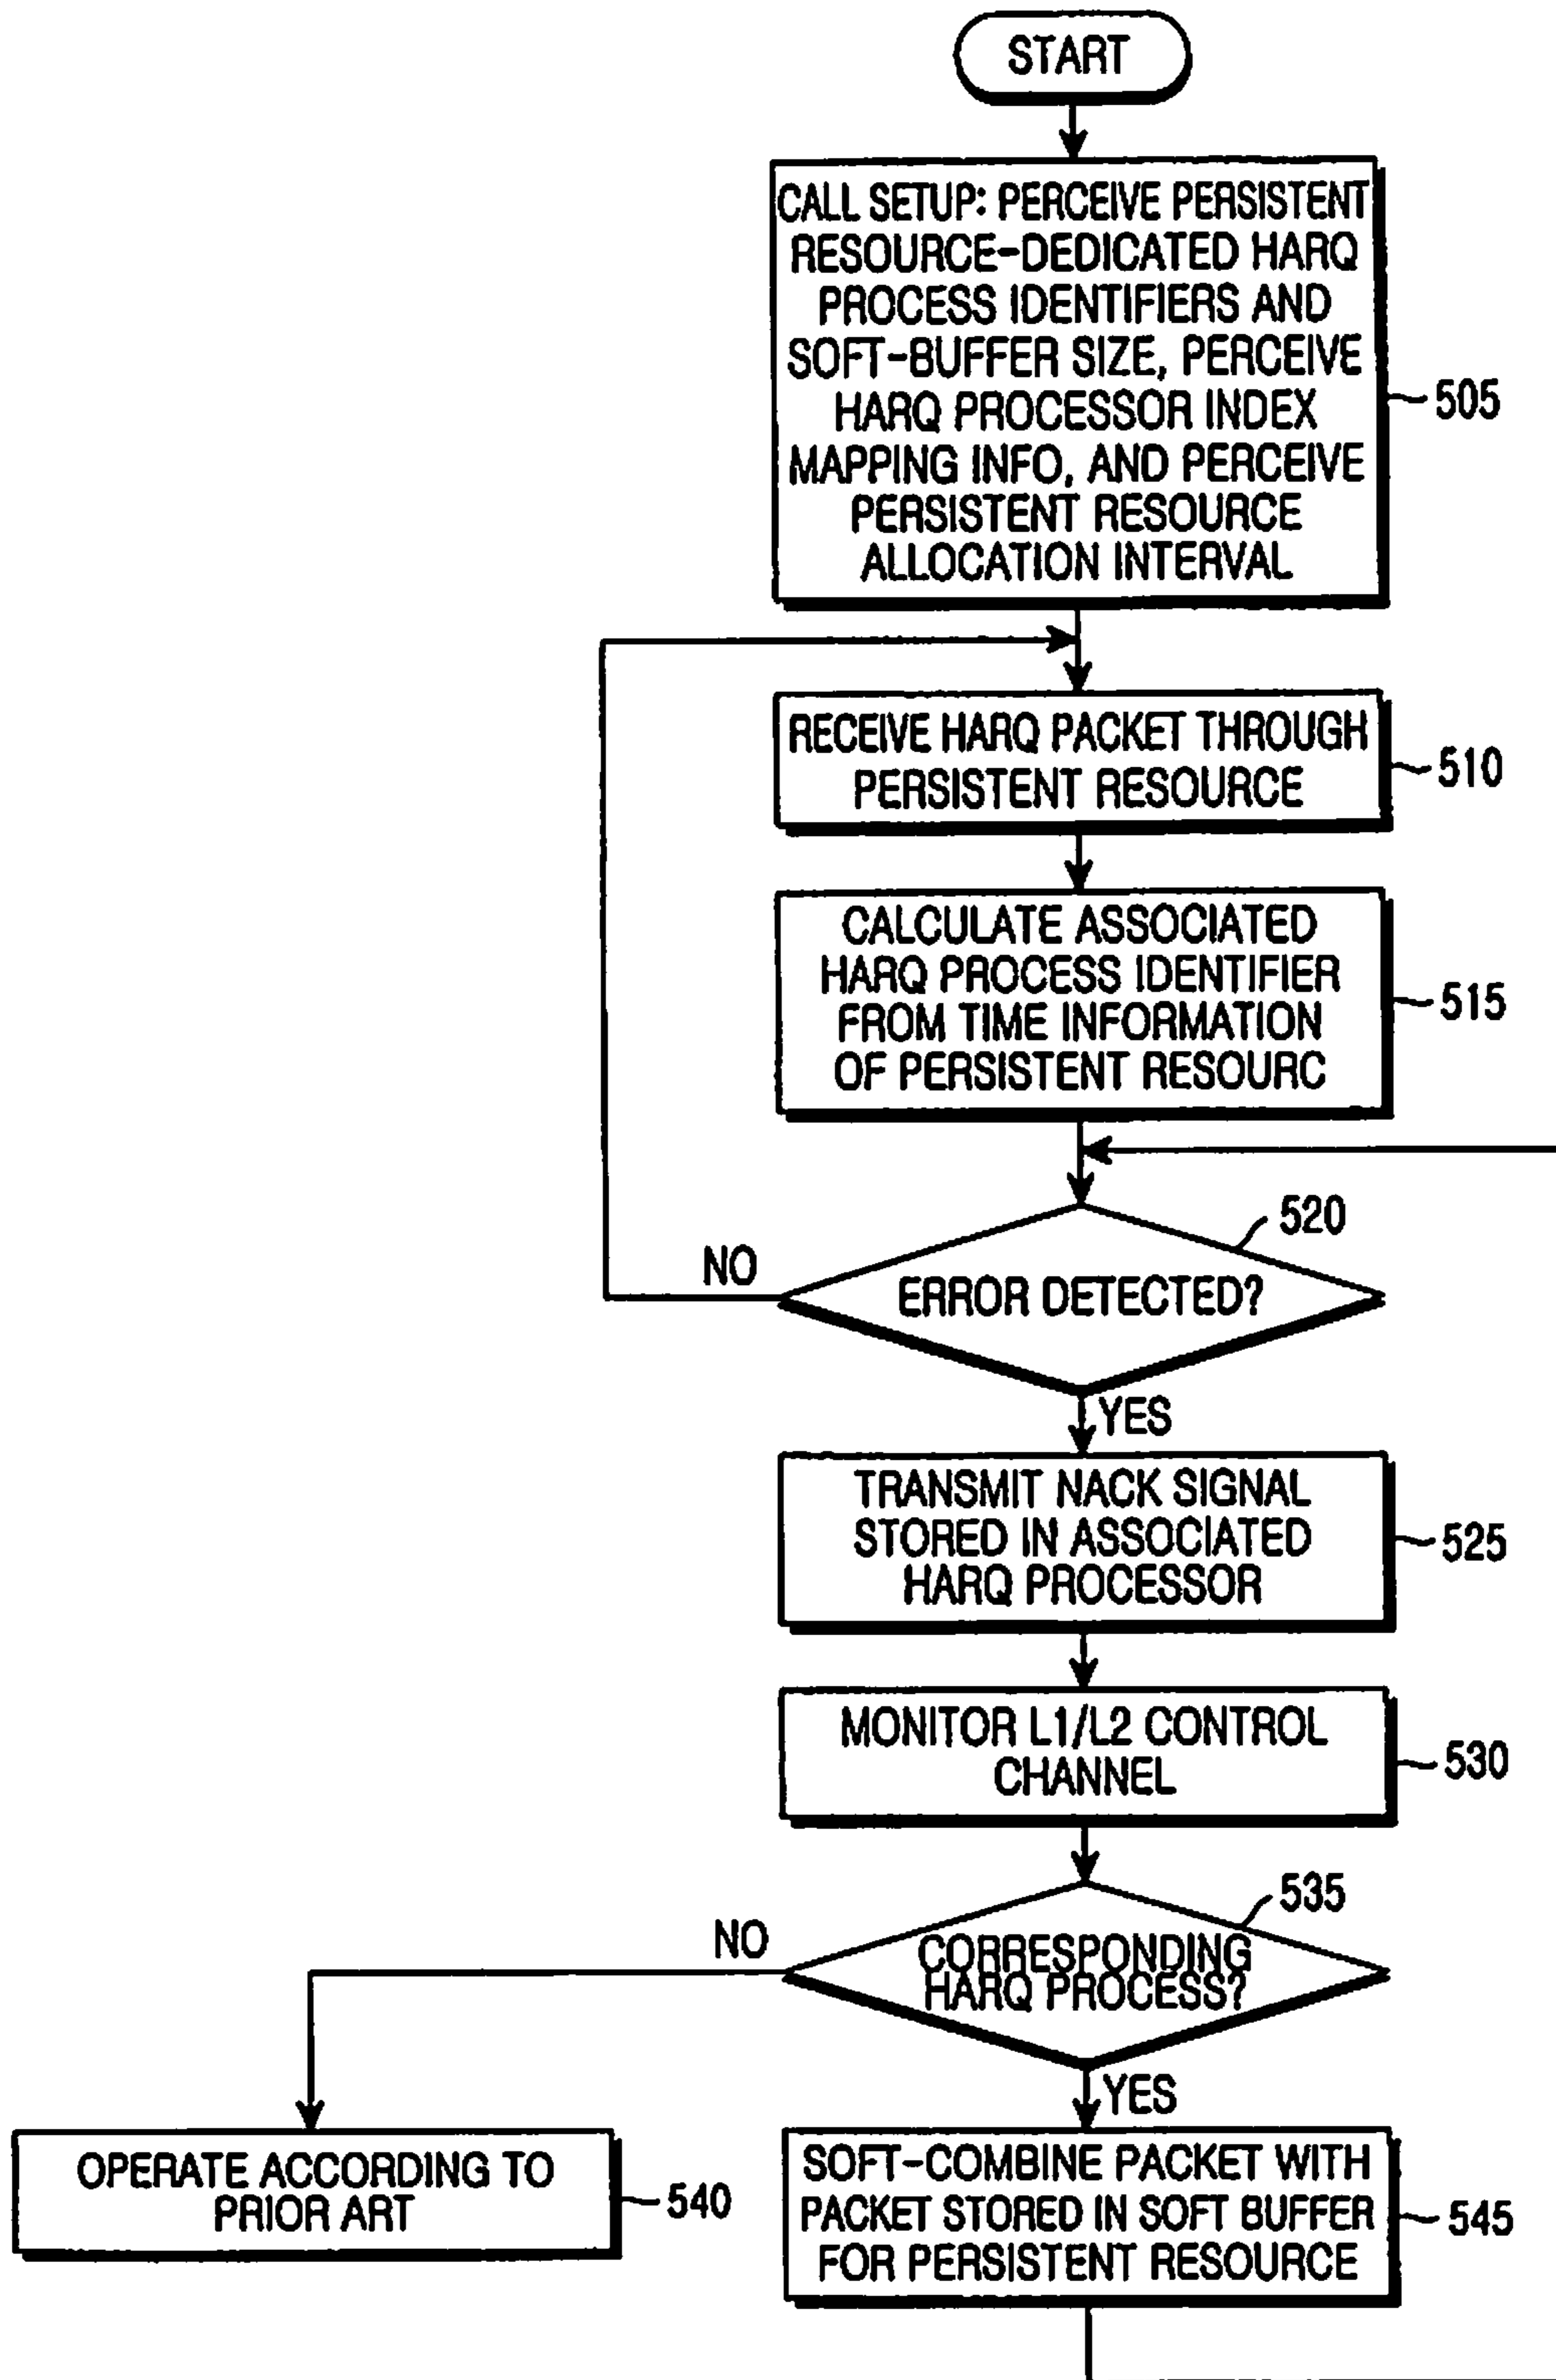 START
CALL SETUP: PERCEIVE PERSISTENT
RESOURCE-DEDICATED HARQ
PROCESS IDENTIFIERS AND
SOFT-BUFFER SIZE, PERCEIVE
HARQ PROCESSOR INDEX
MAPPING INFO, AND PERCEIVE
PERSISTENT RESOURCE
ALLOCATION INTERVAL
505
RECEIVE HARQ PACKET THROUGH
PERSISTENT RESOURCE
510
CALCULATE ASSOCIATED
HARQ PROCESS IDENTIFIER
FROM TIME INFORMATION
OF PERSISTENT RESOURC
515
520
NO
ERROR DETECTED?
YES
TRANSMIT NACK SIGNAL
STORED IN ASSOCIATED
HARQ PROCESSOR
525
MONITOR L1/L2 CONTROL
CHANNEL
530
535
NO
CORRESPONDING
HARQ PROCESS?
YES
OPERATE ACCORDING TO
PRIOR ART
540
SOFT-COMBINE PACKET WITH
PACKET STORED IN SOFT BUFFER
FOR PERSISTENT RESOURCE
545